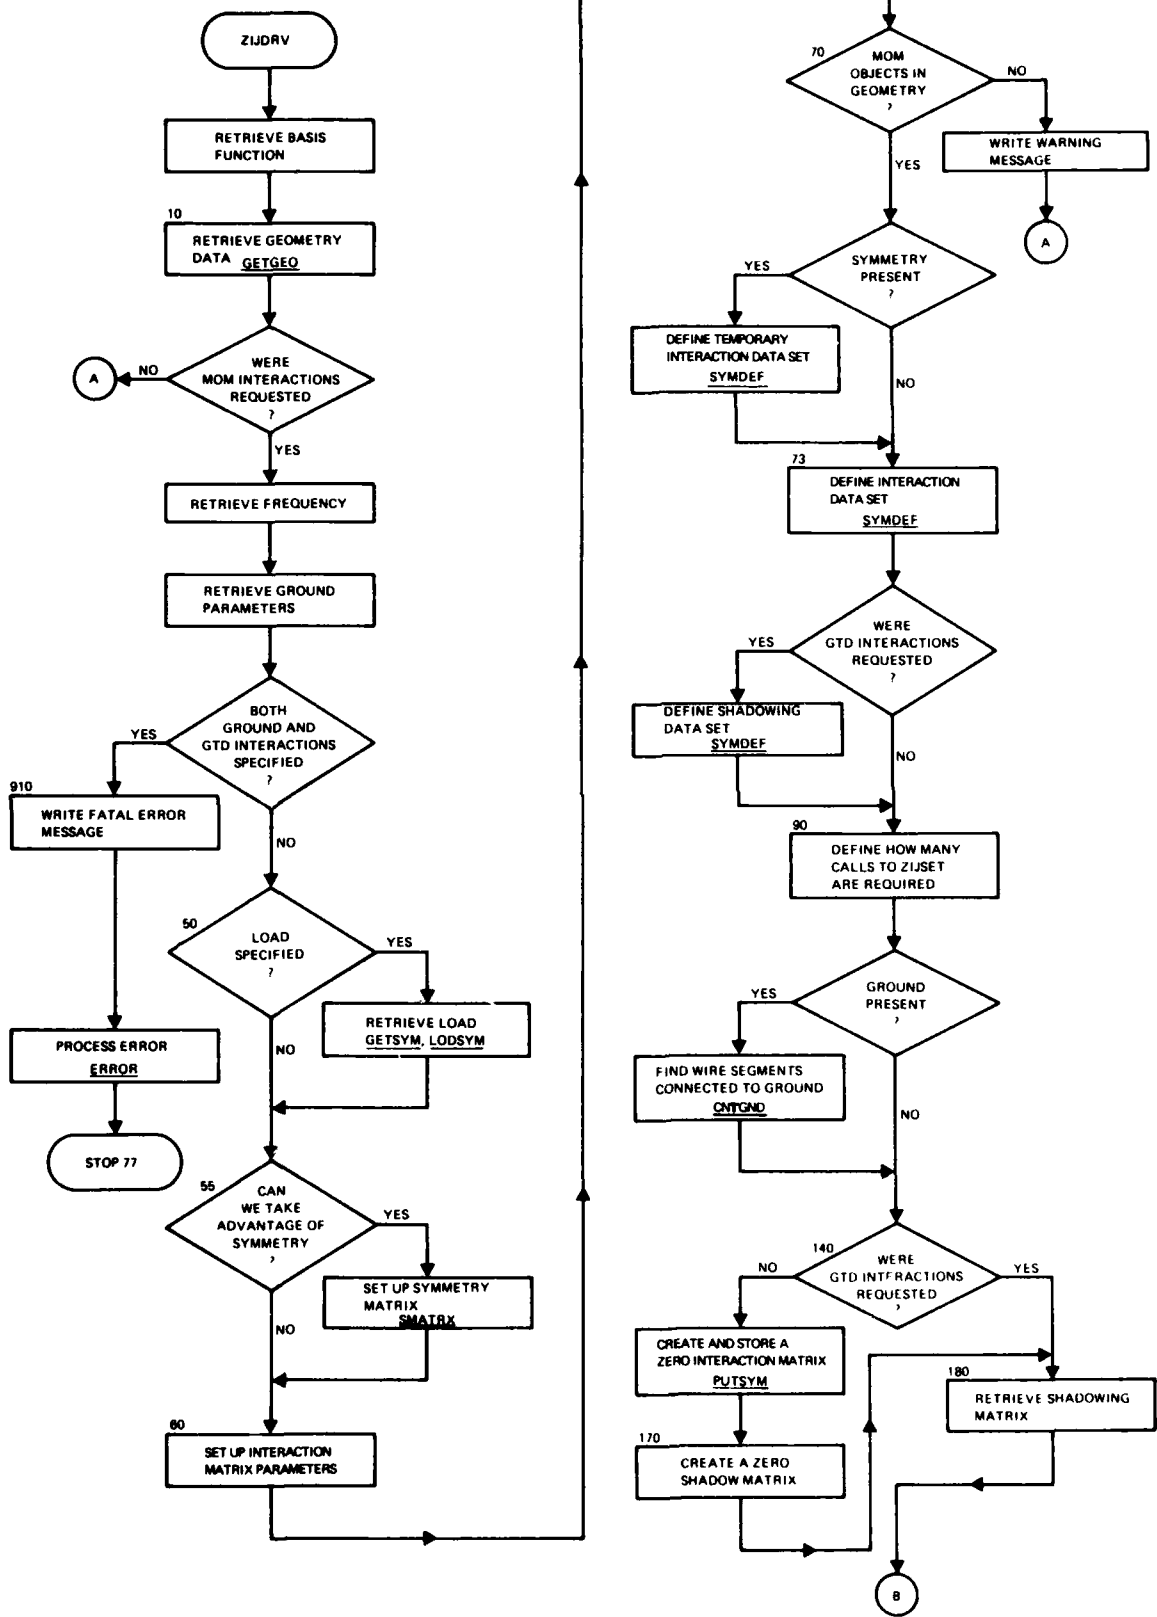 ZIJDRV
RETRIEVE BASIS
FUNCTION
10
RETRIEVE GEOMETRY
DATA GETGEO
WERE
MOM INTERACTIONS
REQUESTED
?
NO
A
YES
RETRIEVE FREQUENCY
RETRIEVE GROUND
PARAMETERS
BOTH
GROUND AND
GTD INTERACTIONS
SPECIFIED
?
YES
910
WRITE FATAL ERROR
MESSAGE
PROCESS ERROR
ERROR
STOP 77
NO
50
LOAD
SPECIFIED
?
YES
RETRIEVE LOAD
GETSYM, LODSYM
NO
55
CAN
WE TAKE
ADVANTAGE OF
SYMMETRY
?
YES
SET UP SYMMETRY
MATRIX
SMATRX
NO
60
SET UP INTERACTION
MATRIX PARAMETERS
70
MOM
OBJECTS IN
GEOMETRY
?
NO
WRITE WARNING
MESSAGE
A
YES
SYMMETRY
PRESENT
?
YES
DEFINE TEMPORARY
INTERACTION DATA SET
SYMDEF
NO
73
DEFINE INTERACTION
DATA SET
SYMDEF
WERE
GTD INTERACTIONS
REQUESTED
?
YES
DEFINE SHADOWING
DATA SET
SYMDEF
NO
90
DEFINE HOW MANY
CALLS TO ZIJSET
ARE REQUIRED
GROUND
PRESENT
?
YES
FIND WIRE SEGMENTS
CONNECTED TO GROUND
CNTGND
NO
140
WERE
GTD INTERACTIONS
REQUESTED
?
NO
YES
CREATE AND STORE A
ZERO INTERACTION MATRIX
PUTSYM
170
CREATE A ZERO
SHADOW MATRIX
180
RETRIEVE SHADOWING
MATRIX
B